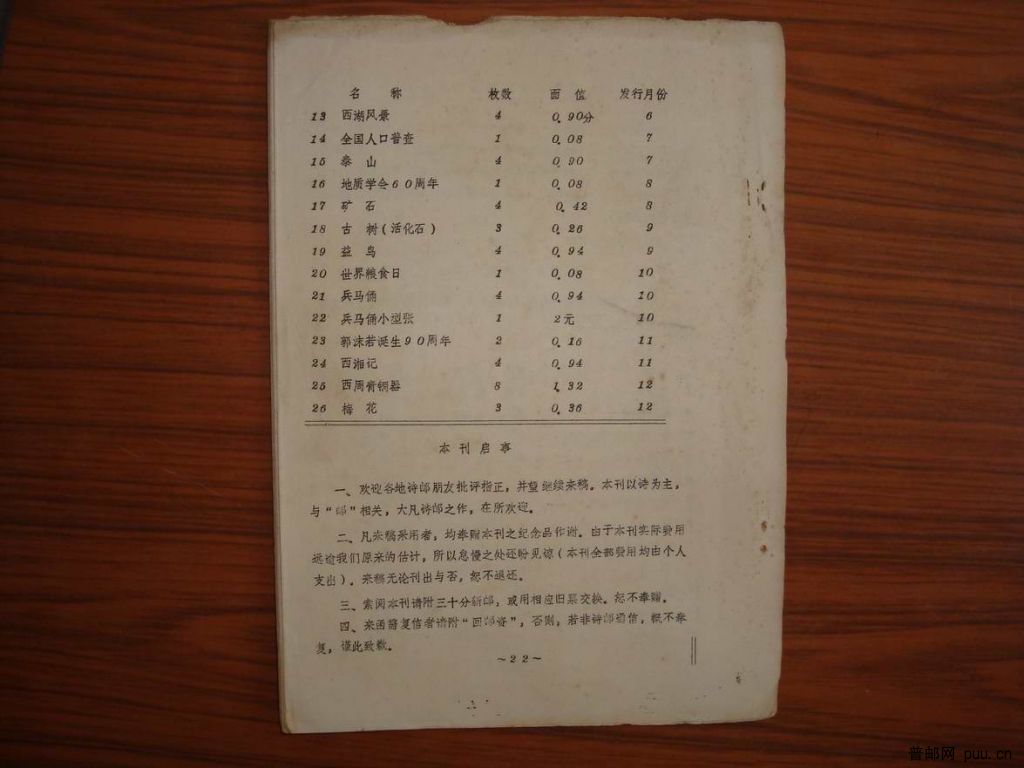 名 称 枚数 面 值 发行月份
13 西湖风景 4 0.90分 6
14 全国人口普查 1 0.08 7
15 泰 山 4 0.90 7
16 地质学会60周年 1 0.08 8
17 矿 石 4 0.42 8
18 古 树(活化石) 3 0.26 9
19 益 鸟 4 0.94 9
20 世界粮食日 1 0.08 10
21 兵马俑 4 0.94 10
22 兵马俑小型张 1 2元 10
23 郭沫若诞生90周年 2 0.16 11
24 西湘记 4 0.94 11
25 西周青铜器 8 1.32 12
26 梅 花 3 0.36 12
本 刊 启 事
一、欢迎各地诗邮朋友批评指正，并望继续来稿。本刊以诗为主，
与“邮”相关，大凡诗邮之作，在所欢迎。
二、凡来稿采用者，均奉赠本刊之纪念品作谢。由于本刊实际费用
远逾我们原来的估计，所以怠慢之处还盼见谅(本刊全部费用均由个人
支出)。来稿无论刊出与否，恕不退还。
三、索阅本刊请附三十分新邮，或用相应旧票交换。恕不奉赠。
四、来函需复信者请附“回邮资”，否则，若非诗邮通信，概不奉
复，谨此致歉。
～22～
普邮网 puu.cn